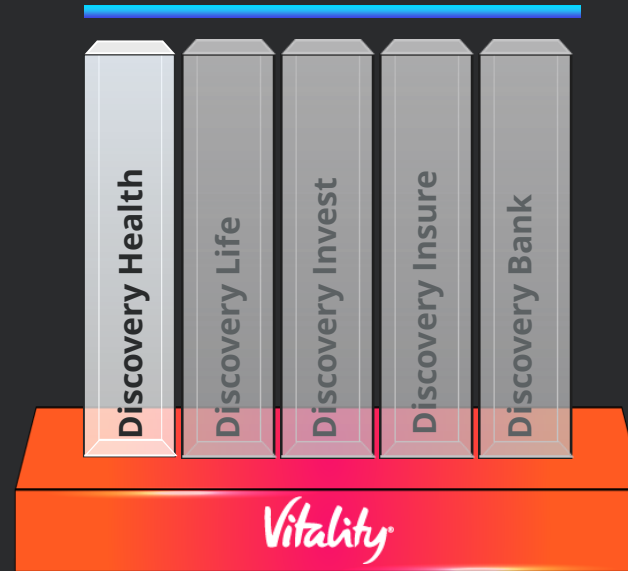 Discovery Health
Discovery Life
Discovery Invest
Discovery Insure
Discovery Bank
Vitality®